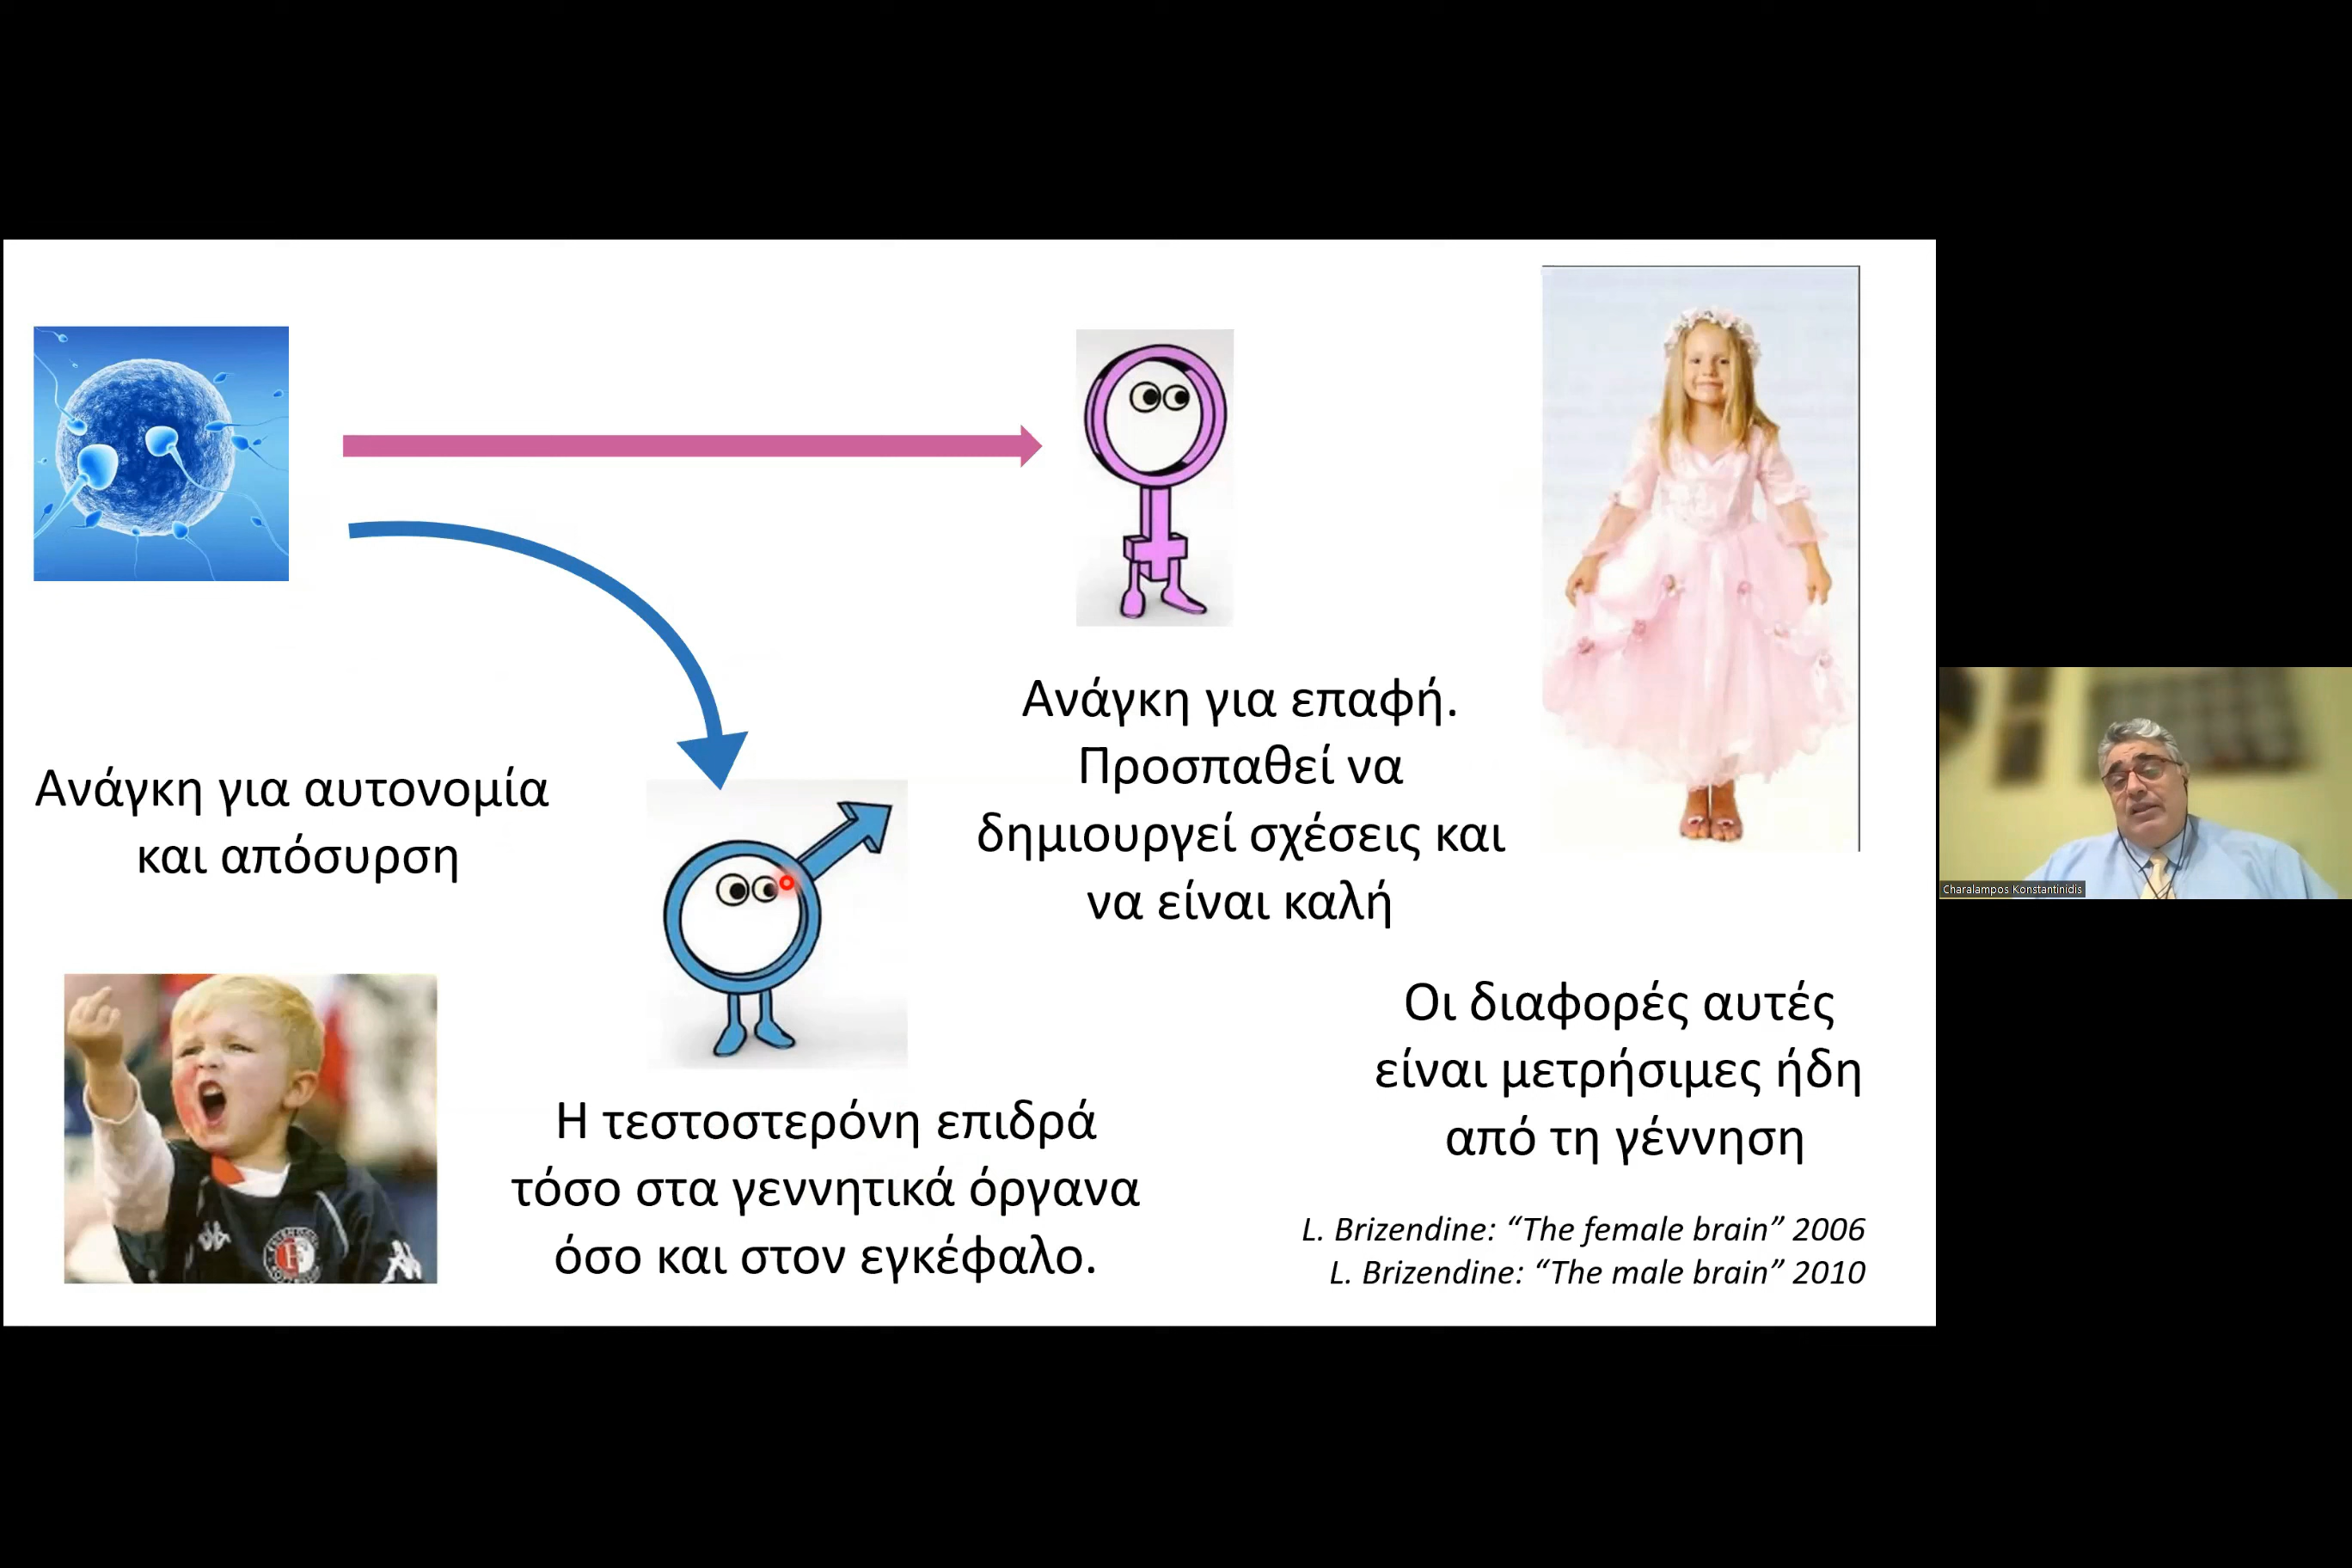 Ανάγκη για επαφή.
Προσπαθεί να
δημιουργεί σχέσεις και
να είναι καλή
Ανάγκη για αυτονομία
και απόσυρση
Η τεστοστερόνη επιδρά
τόσο στα γεννητικά όργανα
όσο και στον εγκέφαλο.
Οι διαφορές αυτές
είναι μετρήσιμες ήδη
από τη γέννηση
L. Brizendine: “The female brain” 2006
L. Brizendine: “The male brain” 2010
Charalampos Konstantinidis